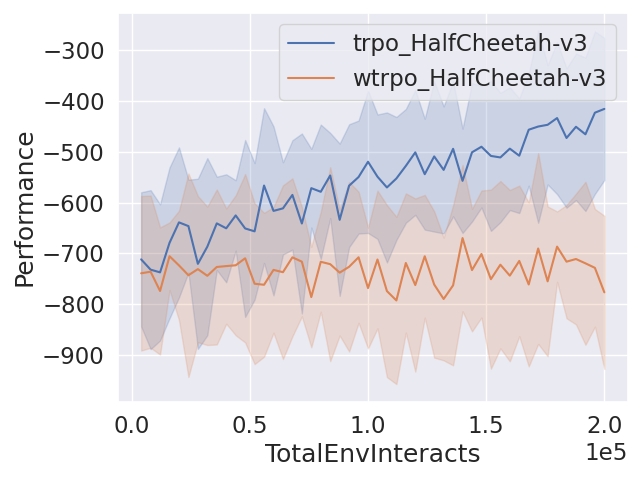 trpo_HalfCheetah-v3
wtrpo_HalfCheetah-v3
Performance
−300
−400
−500
−600
−700
−800
−900
0.0 0.5 1.0 1.5 2.0
TotalEnvInteracts 1e5